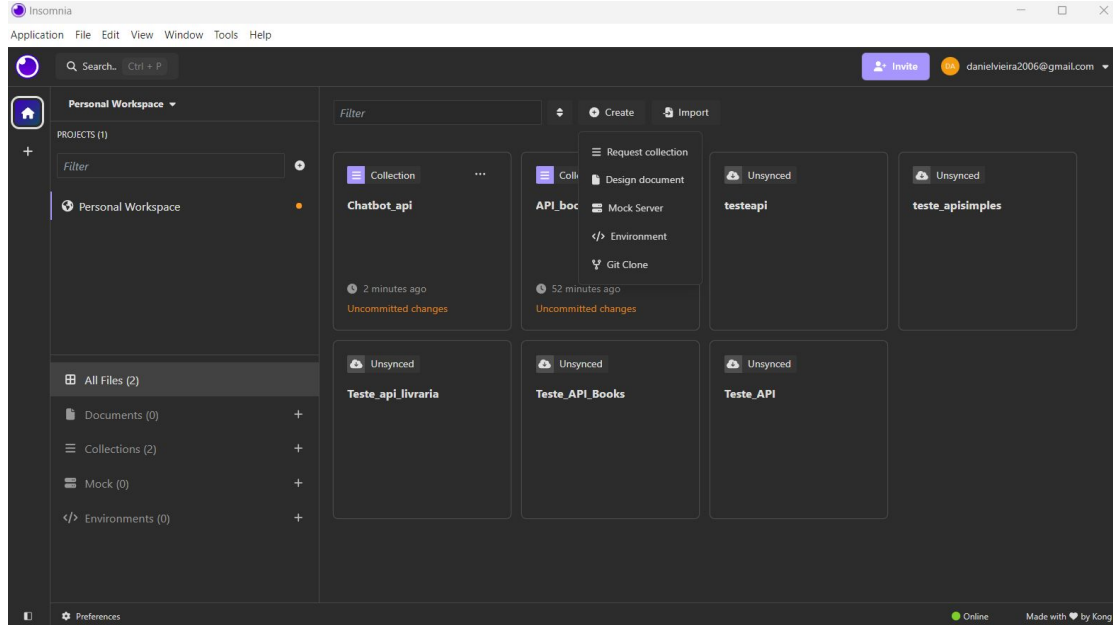 Insomnia
Application File Edit View Window Tools Help
Search.. Ctrl + P
Invite
DA
danielvieira2006@gmail.com
Personal Workspace
PROJECTS (1)
Filter
Personal Workspace
All Files (2)
Documents (0)
Collections (2)
Mock (0)
Environments (0)
Filter
Create
Import
Request collection
Design document
Mock Server
Environment
Git Clone
Collection
Chatbot_api
2 minutes ago
Uncommitted changes
Coll
API_boo
52 minutes ago
Uncommitted changes
Unsynced
testeapi
Unsynced
teste_apisimples
Unsynced
Teste_api_livraria
Unsynced
Teste_API_Books
Unsynced
Teste_API
Preferences
Online
Made with by Kong